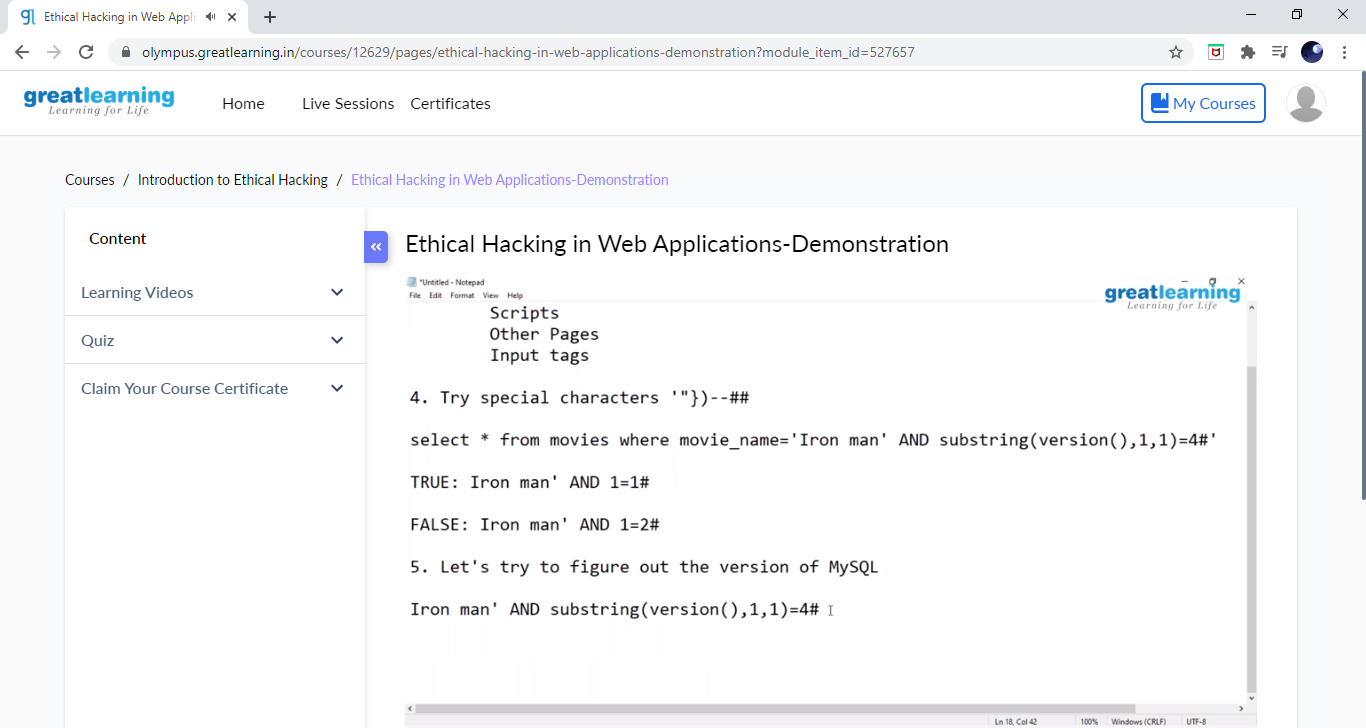 Ethical Hacking in Web Appli
olympus.greatlearning.in/courses/12629/pages/ethical-hacking-in-web-applications-demonstration?module_item_id=527657
greatlearning
Learning for Life
Home
Live Sessions
Certificates
My Courses
Courses / Introduction to Ethical Hacking / Ethical Hacking in Web Applications-Demonstration
Content
Learning Videos
Quiz
Claim Your Course Certificate
«
Ethical Hacking in Web Applications-Demonstration
*Untitled - Notepad
File Edit Format View Help
greatlearning
Learning for Life
Scripts
Other Pages
Input tags
4. Try special characters '"})--##
select * from movies where movie_name='Iron man' AND substring(version(),1,1)=4#'
TRUE: Iron man' AND 1=1#
FALSE: Iron man' AND 1=2#
5. Let's try to figure out the version of MySQL
Iron man' AND substring(version(),1,1)=4#
Ln 18, Col 42 100% Windows (CRLF) UTF-8